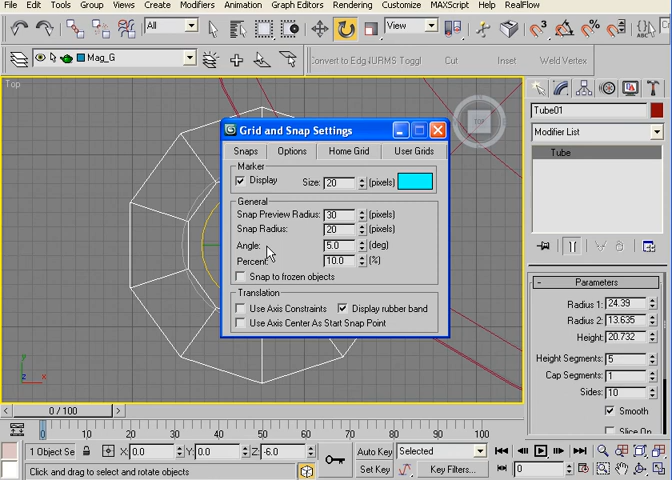 File Edit Tools Group Views Create Modifiers Animation Graph Editors Rendering Customize MAXScript Help RealFlow
All
View
Mag_G
Convert to Edg
NURMS Toggl
Cut
Inset
Weld Vertex
Top
TOP
Grid and Snap Settings
Snaps Options Home Grid User Grids
Marker
Display Size: 20 (pixels)
General
Snap Preview Radius: 30 (pixels)
Snap Radius: 20 (pixels)
Angle: 5.0 (deg)
Percent: 10.0 (%)
Snap to frozen objects
Translation
Use Axis Constraints Display rubber band
Use Axis Center As Start Snap Point
Tube01
Modifier List
Tube
- Parameters
Radius 1: 24.39
Radius 2: 13.635
Height: 20.732
Height Segments: 5
Cap Segments: 1
Sides: 10
Smooth
Slice On
y
z x
< 0 / 100 >
0 10 20 30 40 50 60 70 80 90 100
1 Object Se X: 0.0 Y: 0.0 Z: -6.0
Auto Key Selected
Click and drag to select and rotate objects
Set Key Key Filters... 0